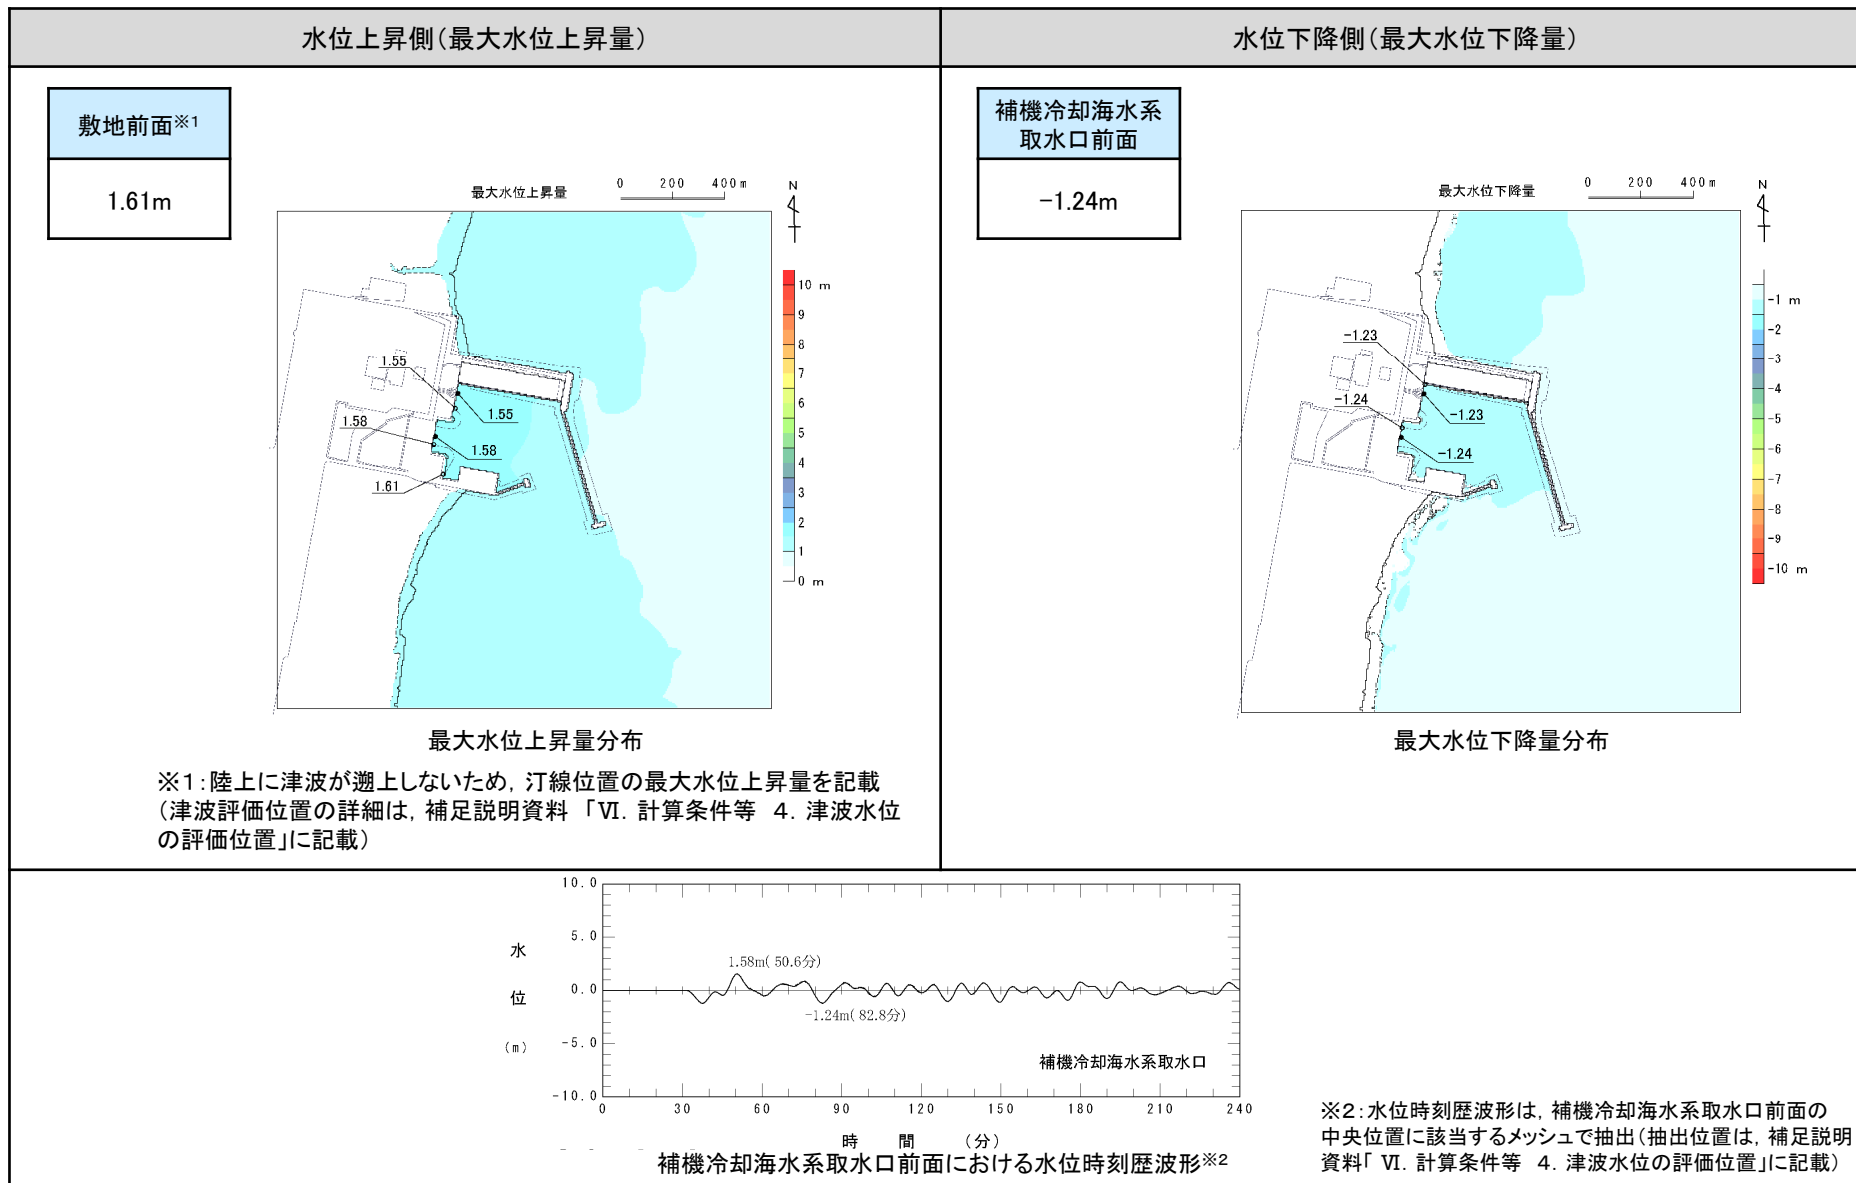 水位上昇側(最大水位上昇量)
水位下降側(最大水位下降量)
敷地前面※1
1.61m
最大水位上昇量
0 200 400m
N
10 m
9
8
7
6
5
4
3
2
1
0 m
1.55
1.55
1.58
1.58
1.61
最大水位上昇量分布
※1:陸上に津波が遡上しないため,汀線位置の最大水位上昇量を記載
(津波評価位置の詳細は,補足説明資料 「Ⅵ.計算条件等 4.津波水位
の評価位置」に記載)
補機冷却海水系
取水口前面
-1.24m
最大水位下降量
0 200 400m
N
-1 m
-2
-3
-4
-5
-6
-7
-8
-9
-10 m
-1.23
-1.24
-1.23
-1.24
最大水位下降量分布
水位(m)
10.0
5.0
0.0
-5.0
-10.0
1.58m( 50.6分)
-1.24m( 82.8分)
補機冷却海水系取水口
0 30 60 90 120 150 180 210 240
時 間 (分)
補機冷却海水系取水口前面における水位時刻歴波形※2
※2:水位時刻歴波形は,補機冷却海水系取水口前面の
中央位置に該当するメッシュで抽出(抽出位置は,補足説明
資料「 Ⅵ.計算条件等 4.津波水位の評価位置」に記載)